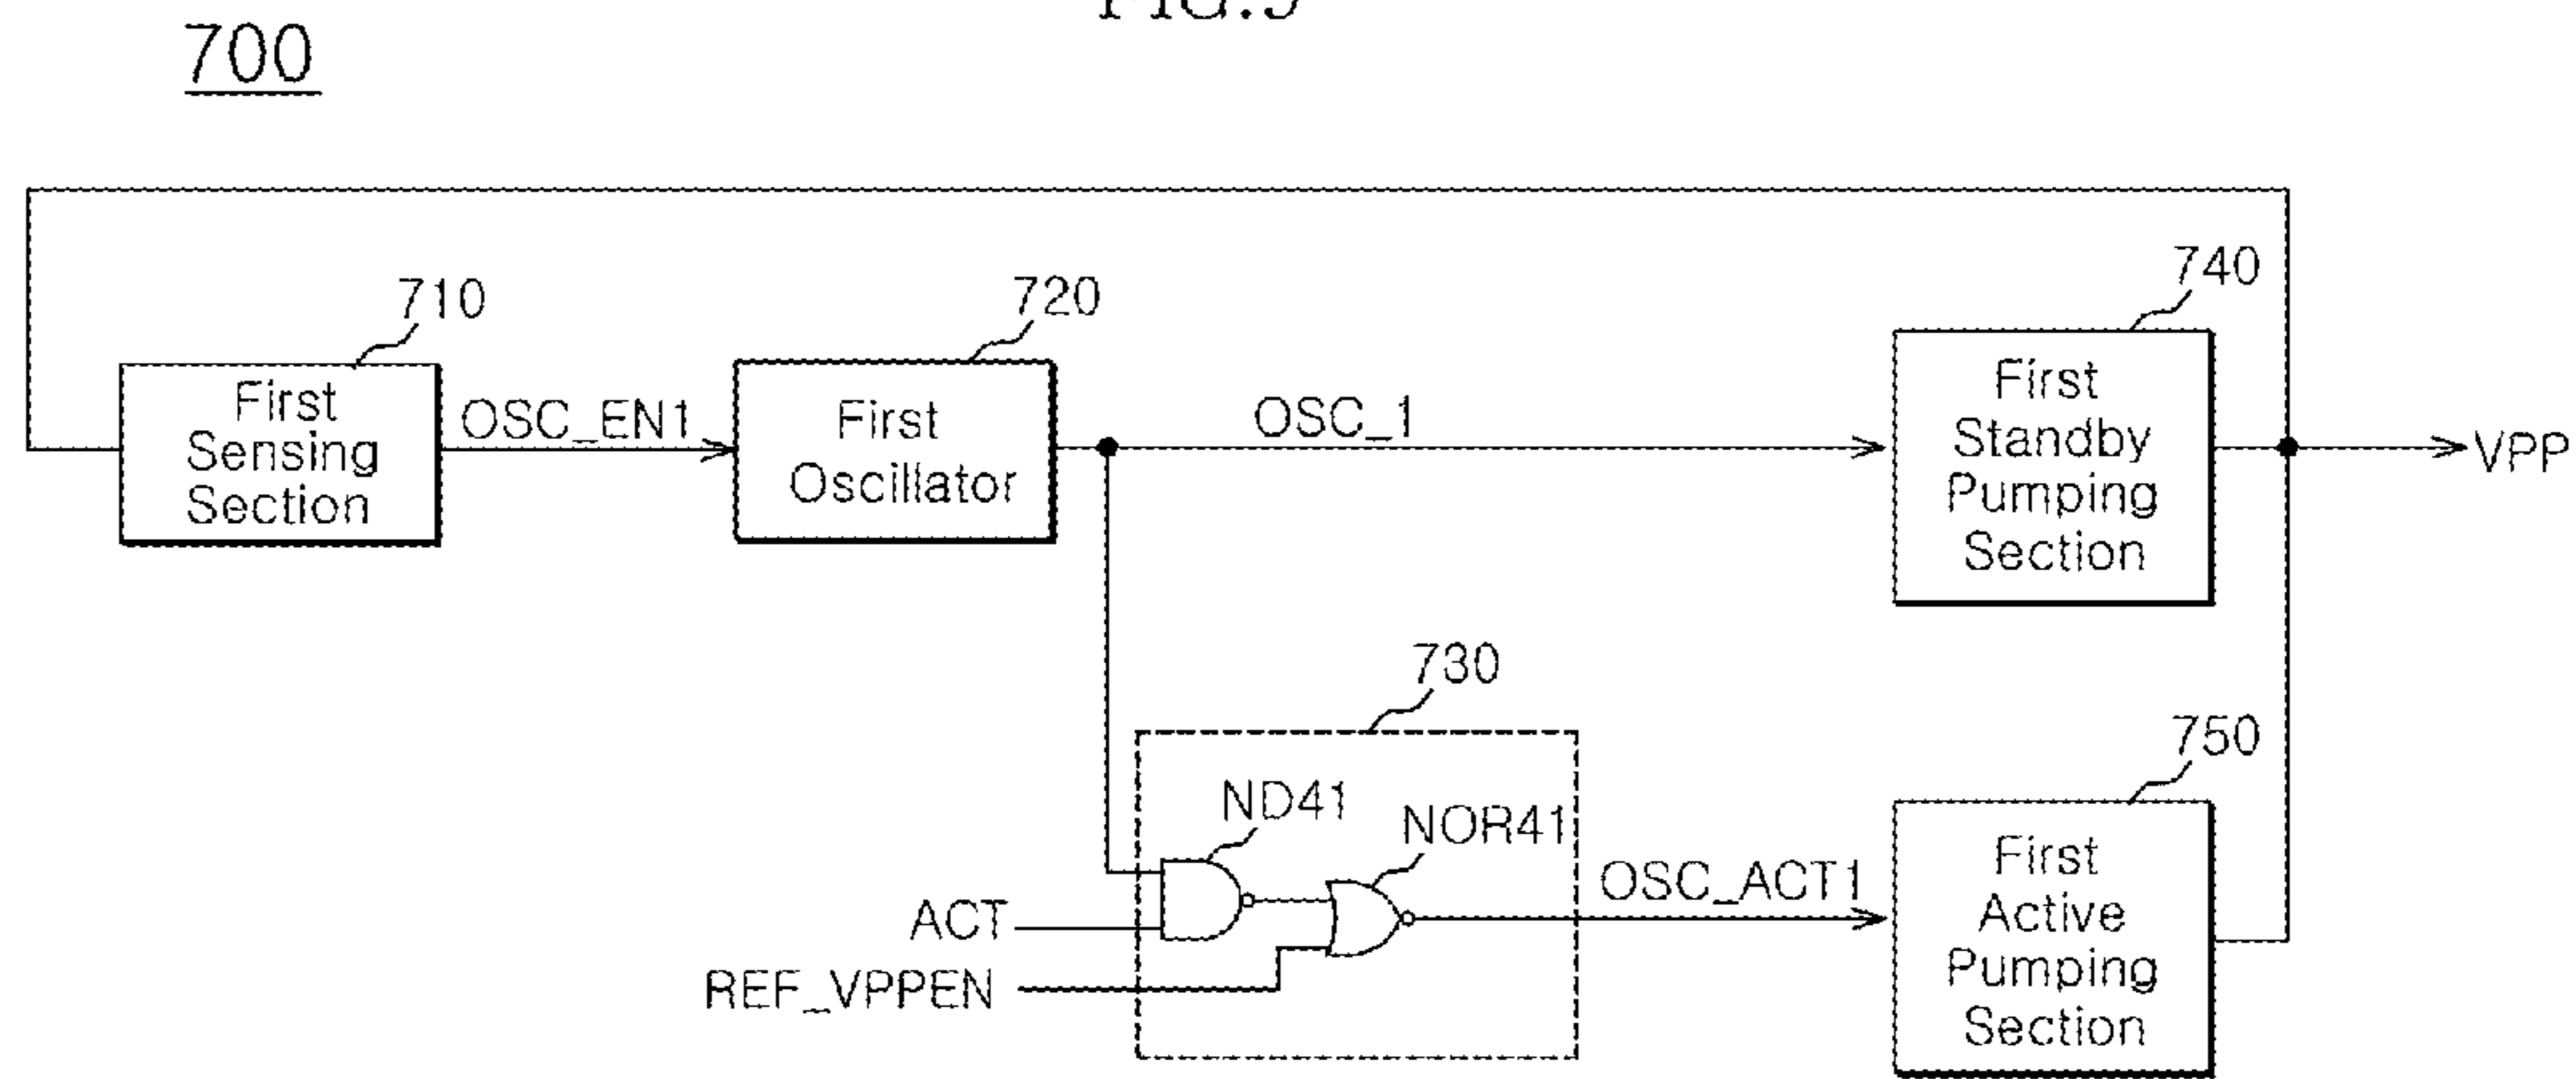 700
710
First
Sensing
Section
OSC_EN1
720
First
Oscillator
OSC_1
740
First
Standby
Pumping
Section
VPP
730
ND41
NOR41
ACT
REF_VPPEN
OSC_ACT1
750
First
Active
Pumping
Section